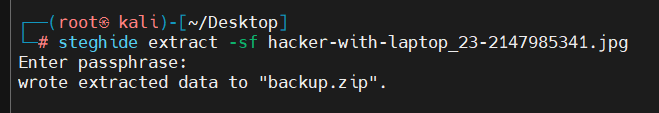 ┌──(root㉿ kali)-[~/Desktop]
└─# steghide extract -sf hacker-with-laptop_23-2147985341.jpg
Enter passphrase:
wrote extracted data to "backup.zip".